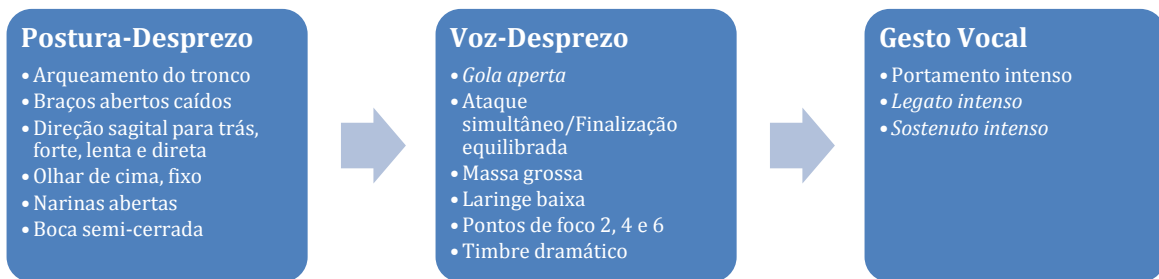 Postura-Desprezo
•Arqueamento do tronco
•Braços abertos caídos
•Direção sagital para trás,
forte, lenta e direta
•Olhar de cima, fixo
•Narinas abertas
•Boca semi-cerrada
Voz-Desprezo
•Gola aperta
•Ataque
simultâneo/Finalização
equilibrada
•Massa grossa
•Laringe baixa
•Pontos de foco 2, 4 e 6
•Timbre dramático
Gesto Vocal
•Portamento intenso
•Legato intenso
•Sostenuto intenso